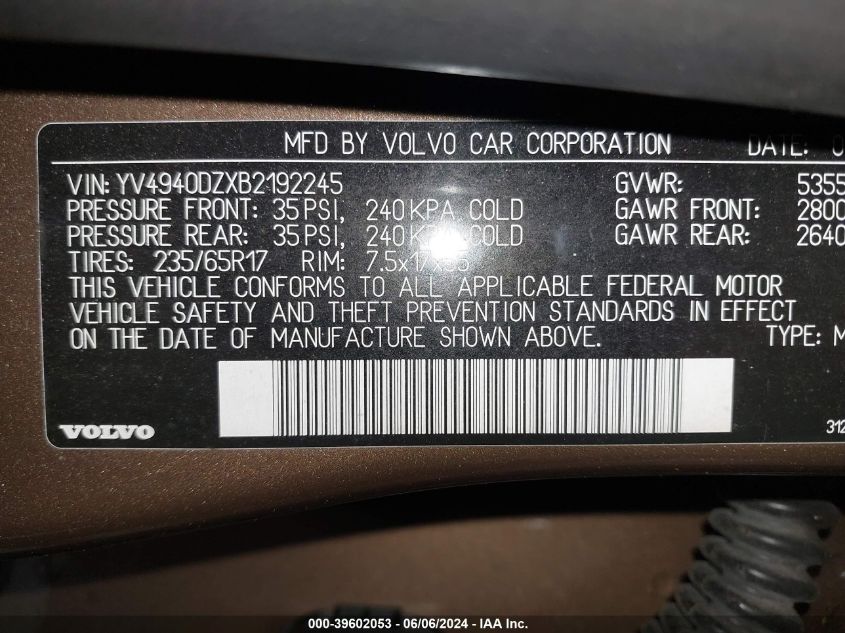 MFD BY VOLVO CAR CORPORATION DATE: 0
VIN: YV4940DZXB2192245 GVWR: 5355
PRESSURE FRONT: 35 PSI, 240 KPA COLD GAWR FRONT: 2800
PRESSURE REAR: 35 PSI, 240 KPA COLD GAWR REAR: 2640
TIRES: 235/65R17 RIM:
THIS VEHICLE CONFORMS TO ALL APPLICABLE FEDERAL MOTOR
VEHICLE SAFETY AND THEFT PREVENTION STANDARDS IN EFFECT
ON THE DATE OF MANUFACTURE SHOWN ABOVE. TYPE: M
VOLVO 312
000-39602053 - 06/06/2024 - IAA Inc.